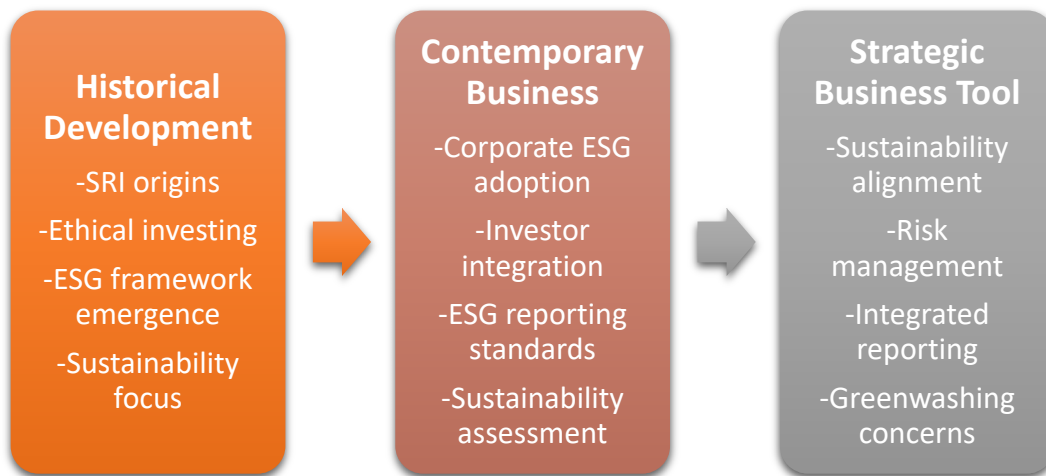 Historical
Development
-SRI origins
-Ethical investing
-ESG framework
emergence
-Sustainability
focus
Contemporary
Business
-Corporate ESG
adoption
-Investor
integration
-ESG reporting
standards
-Sustainability
assessment
Strategic
Business Tool
-Sustainability
alignment
-Risk
management
-Integrated
reporting
-Greenwashing
concerns